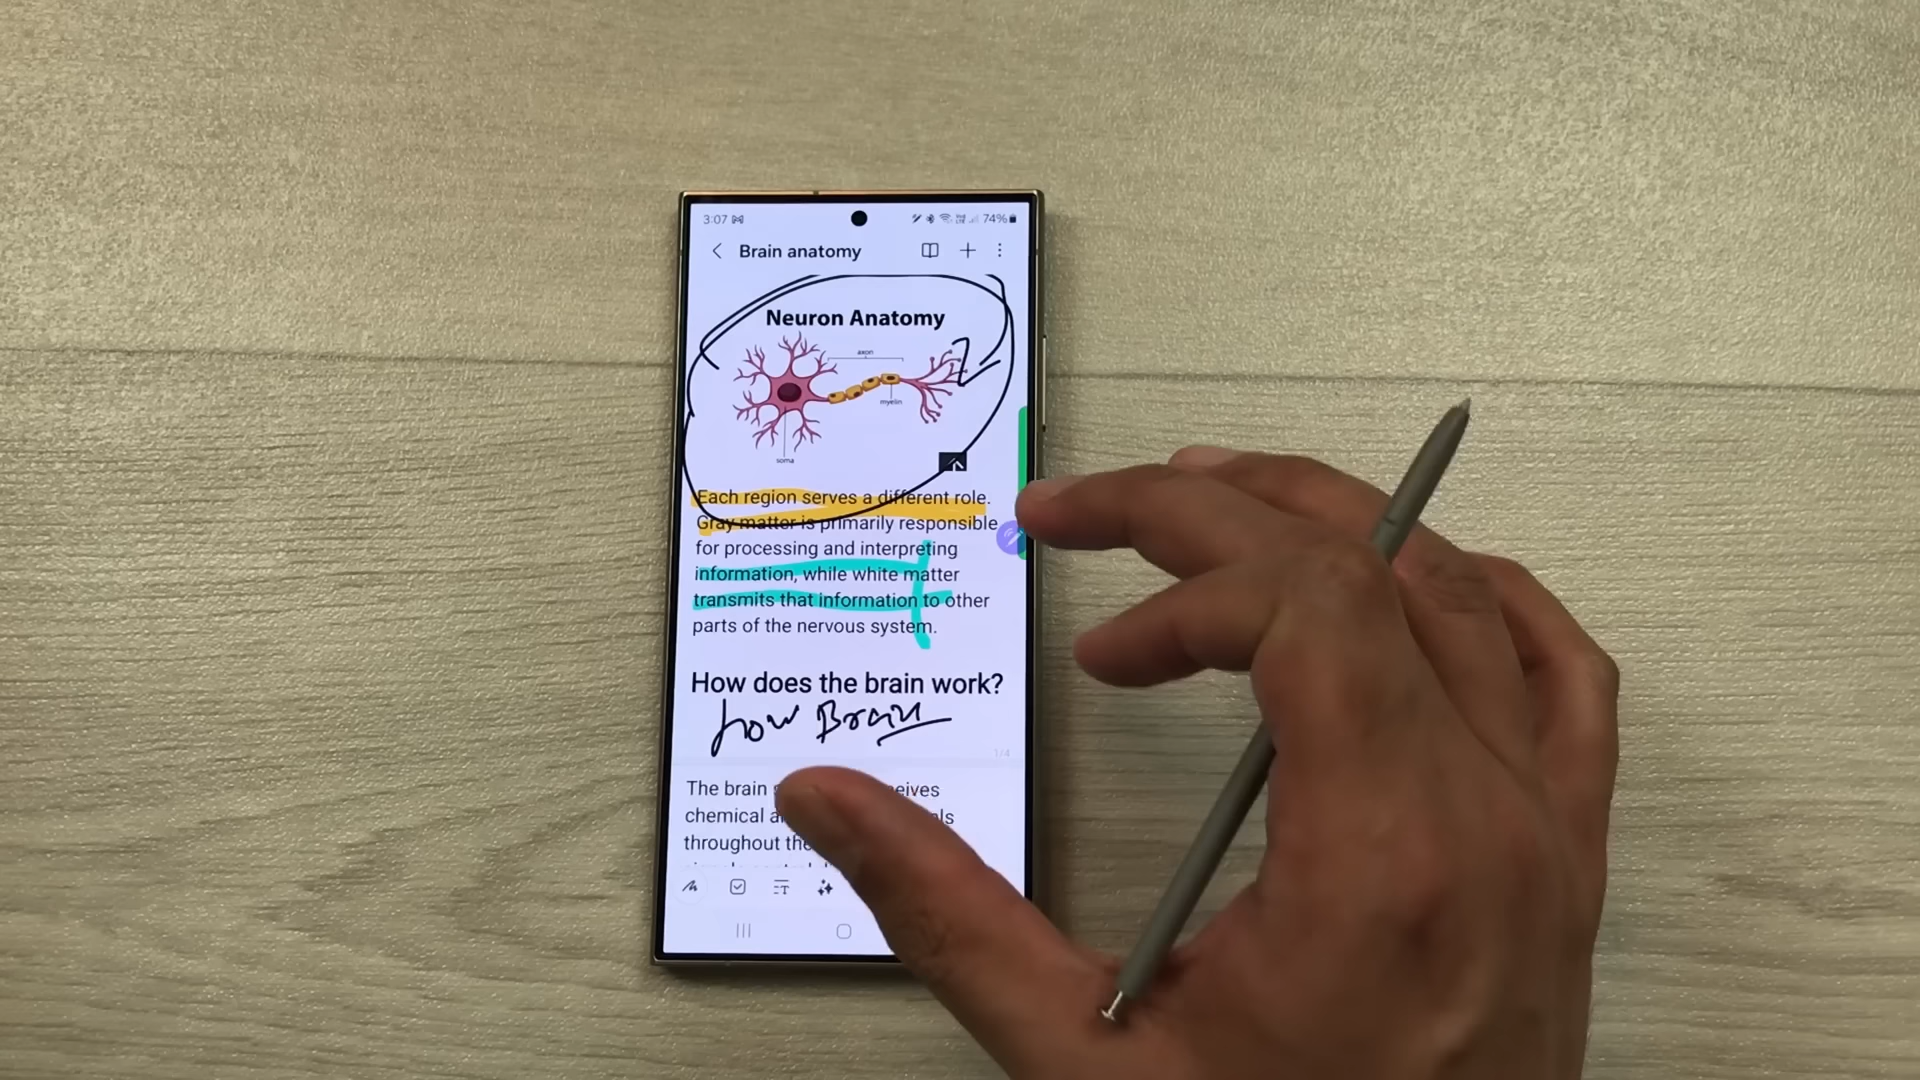 3:07 74%
Brain anatomy
Neuron Anatomy
axon
myelin
soma
Each region serves a different role.
Gray matter is primarily responsible
for processing and interpreting
information, while white matter
transmits that information to other
parts of the nervous system.
How does the brain work?
how Brain
1/4
The brain
chemical
throughout the